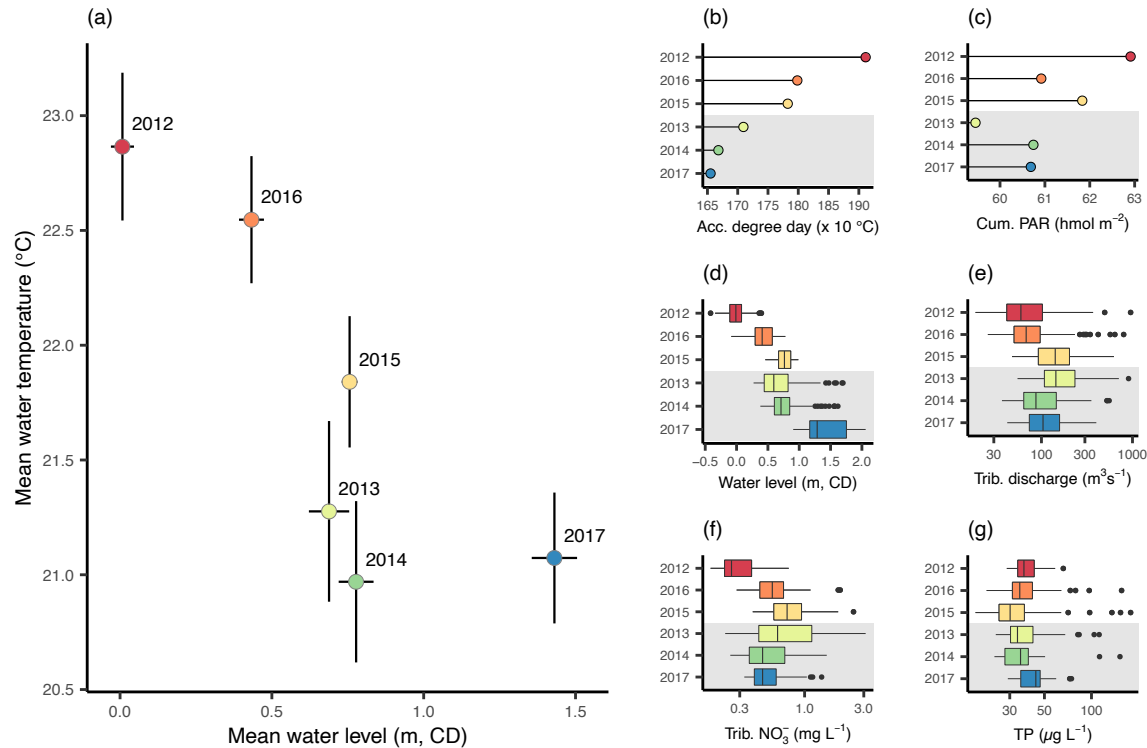 (a)
23.0
22.5
22.0
21.5
21.0
20.5
Mean water temperature (°C)
2012
2016
2015
2013
2014
2017
0.0 0.5 1.0 1.5
Mean water level (m, CD)
(b)
2012
2016
2015
2013
2014
2017
165 170 175 180 185 190
Acc. degree day (x 10 °C)
(c)
2012
2016
2015
2013
2014
2017
60 61 62 63
Cum. PAR (hmol m⁻²)
(d)
2012
2016
2015
2013
2014
2017
−0.5 0.0 0.5 1.0 1.5 2.0
Water level (m, CD)
(e)
2012
2016
2015
2013
2014
2017
30 100 300 1000
Trib. discharge (m³s⁻¹)
(f)
2012
2016
2015
2013
2014
2017
0.3 1.0 3.0
Trib. NO₃⁻ (mg L⁻¹)
(g)
2012
2016
2015
2013
2014
2017
30 50 100
TP (µg L⁻¹)